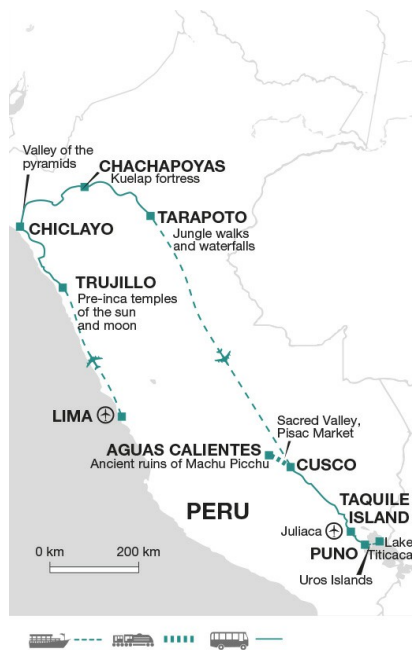 Valley of the
pyramids
CHACHAPOYAS
Kuelap fortress
TARAPOTO
Jungle walks
and waterfalls
CHICLAYO
TRUJILLO
Pre-inca temples
of the sun
and moon
LIMA
Sacred Valley,
Pisac Market
AGUAS CALIENTES
Ancient ruins of Machu Picchu
CUSCO
PERU
TAQUILE
ISLAND
Juliaca
PUNO
Lake
Titicaca
Uros Islands
0 km
200 km